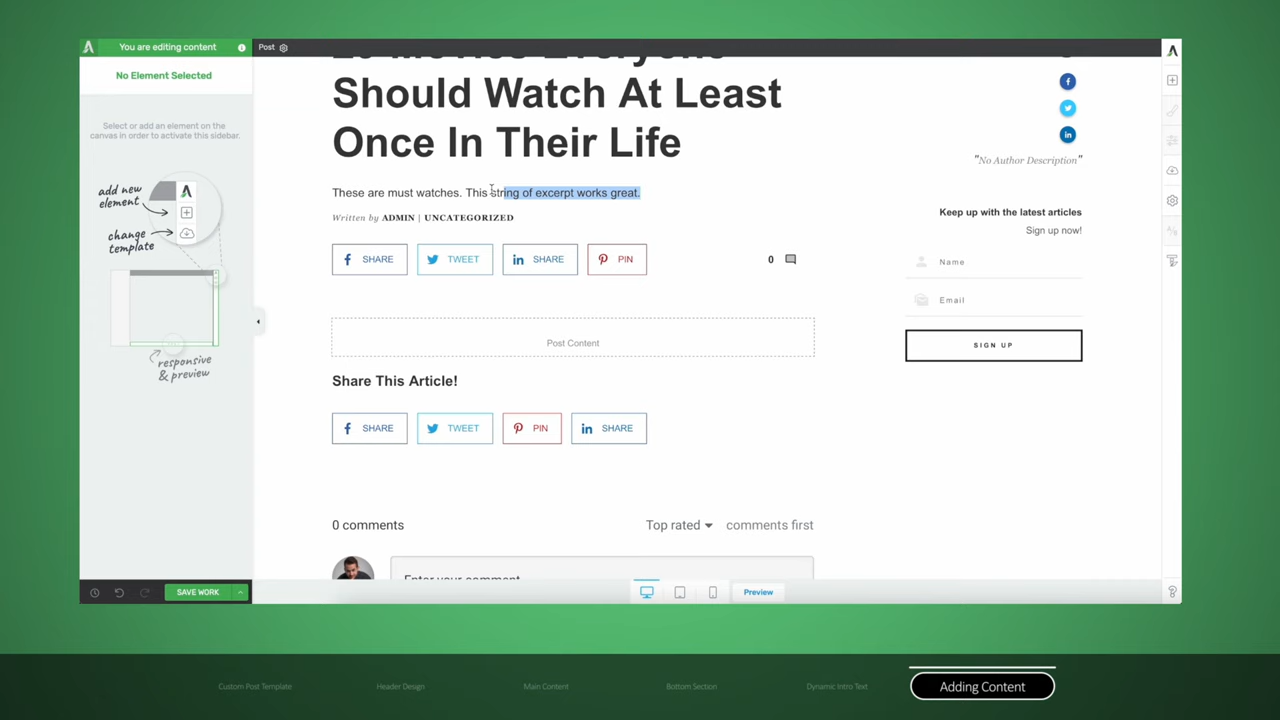 You are editing content
Post
No Element Selected
Select or add an element on the
canvas in order to activate this sidebar.
add new
element
change
template
responsive
& preview
SAVE WORK
Should Watch At Least
Once In Their Life
These are must watches. This string of excerpt works great.
Written by ADMIN | UNCATEGORIZED
SHARE
TWEET
SHARE
PIN
0
Post Content
Share This Article!
SHARE
TWEET
PIN
SHARE
0 comments
Top rated
comments first
"No Author Description"
Keep up with the latest articles
Sign up now!
Name
Email
SIGN UP
Preview
Custom Post Template
Header Design
Main Content
Bottom Section
Dynamic Intro Text
Adding Content